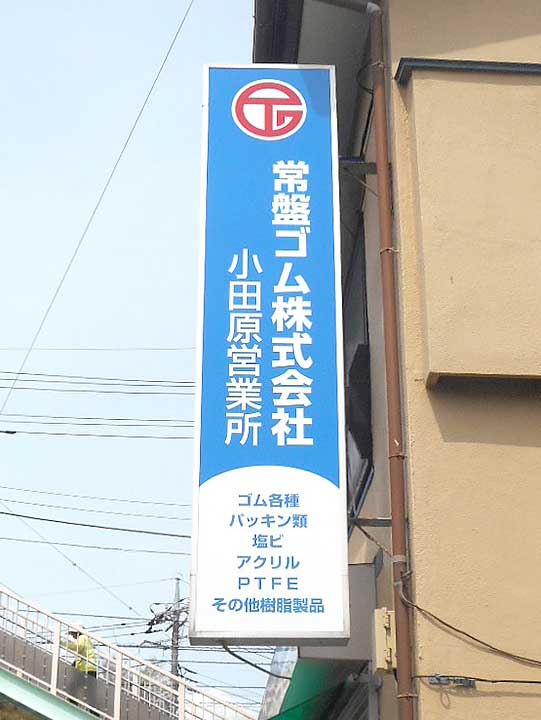 常盤ゴム株式会社
小田原営業所
ゴム各種
パッキン類
塩ビ
アクリル
PTFE
その他樹脂製品